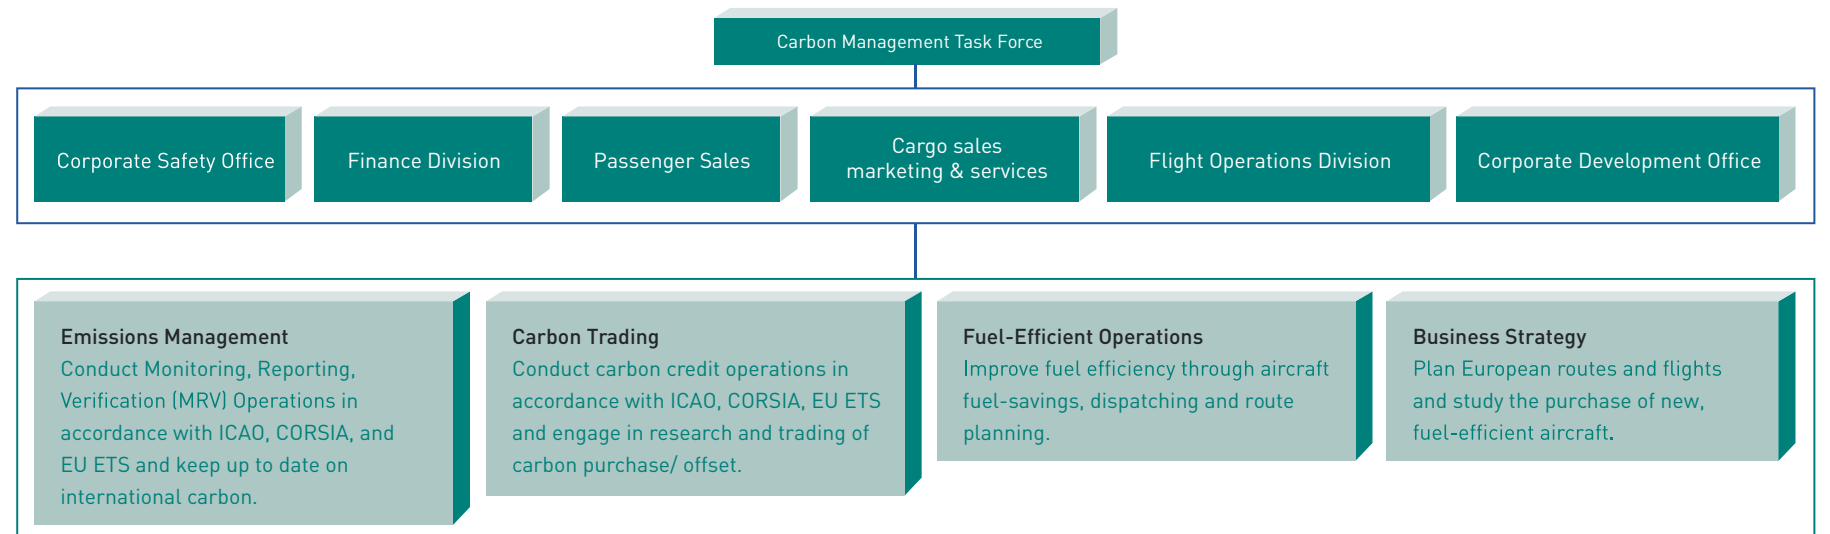 Carbon Management Task Force
Corporate Safety Office
Finance Division
Passenger Sales
Cargo sales
marketing & services
Flight Operations Division
Corporate Development Office
Emissions Management
Conduct Monitoring, Reporting,
Verification (MRV) Operations in
accordance with ICAO, CORSIA, and
EU ETS and keep up to date on
international carbon.
Carbon Trading
Conduct carbon credit operations in
accordance with ICAO, CORSIA, EU ETS
and engage in research and trading of
carbon purchase/ offset.
Fuel-Efficient Operations
Improve fuel efficiency through aircraft
fuel-savings, dispatching and route
planning.
Business Strategy
Plan European routes and flights
and study the purchase of new,
fuel-efficient aircraft.